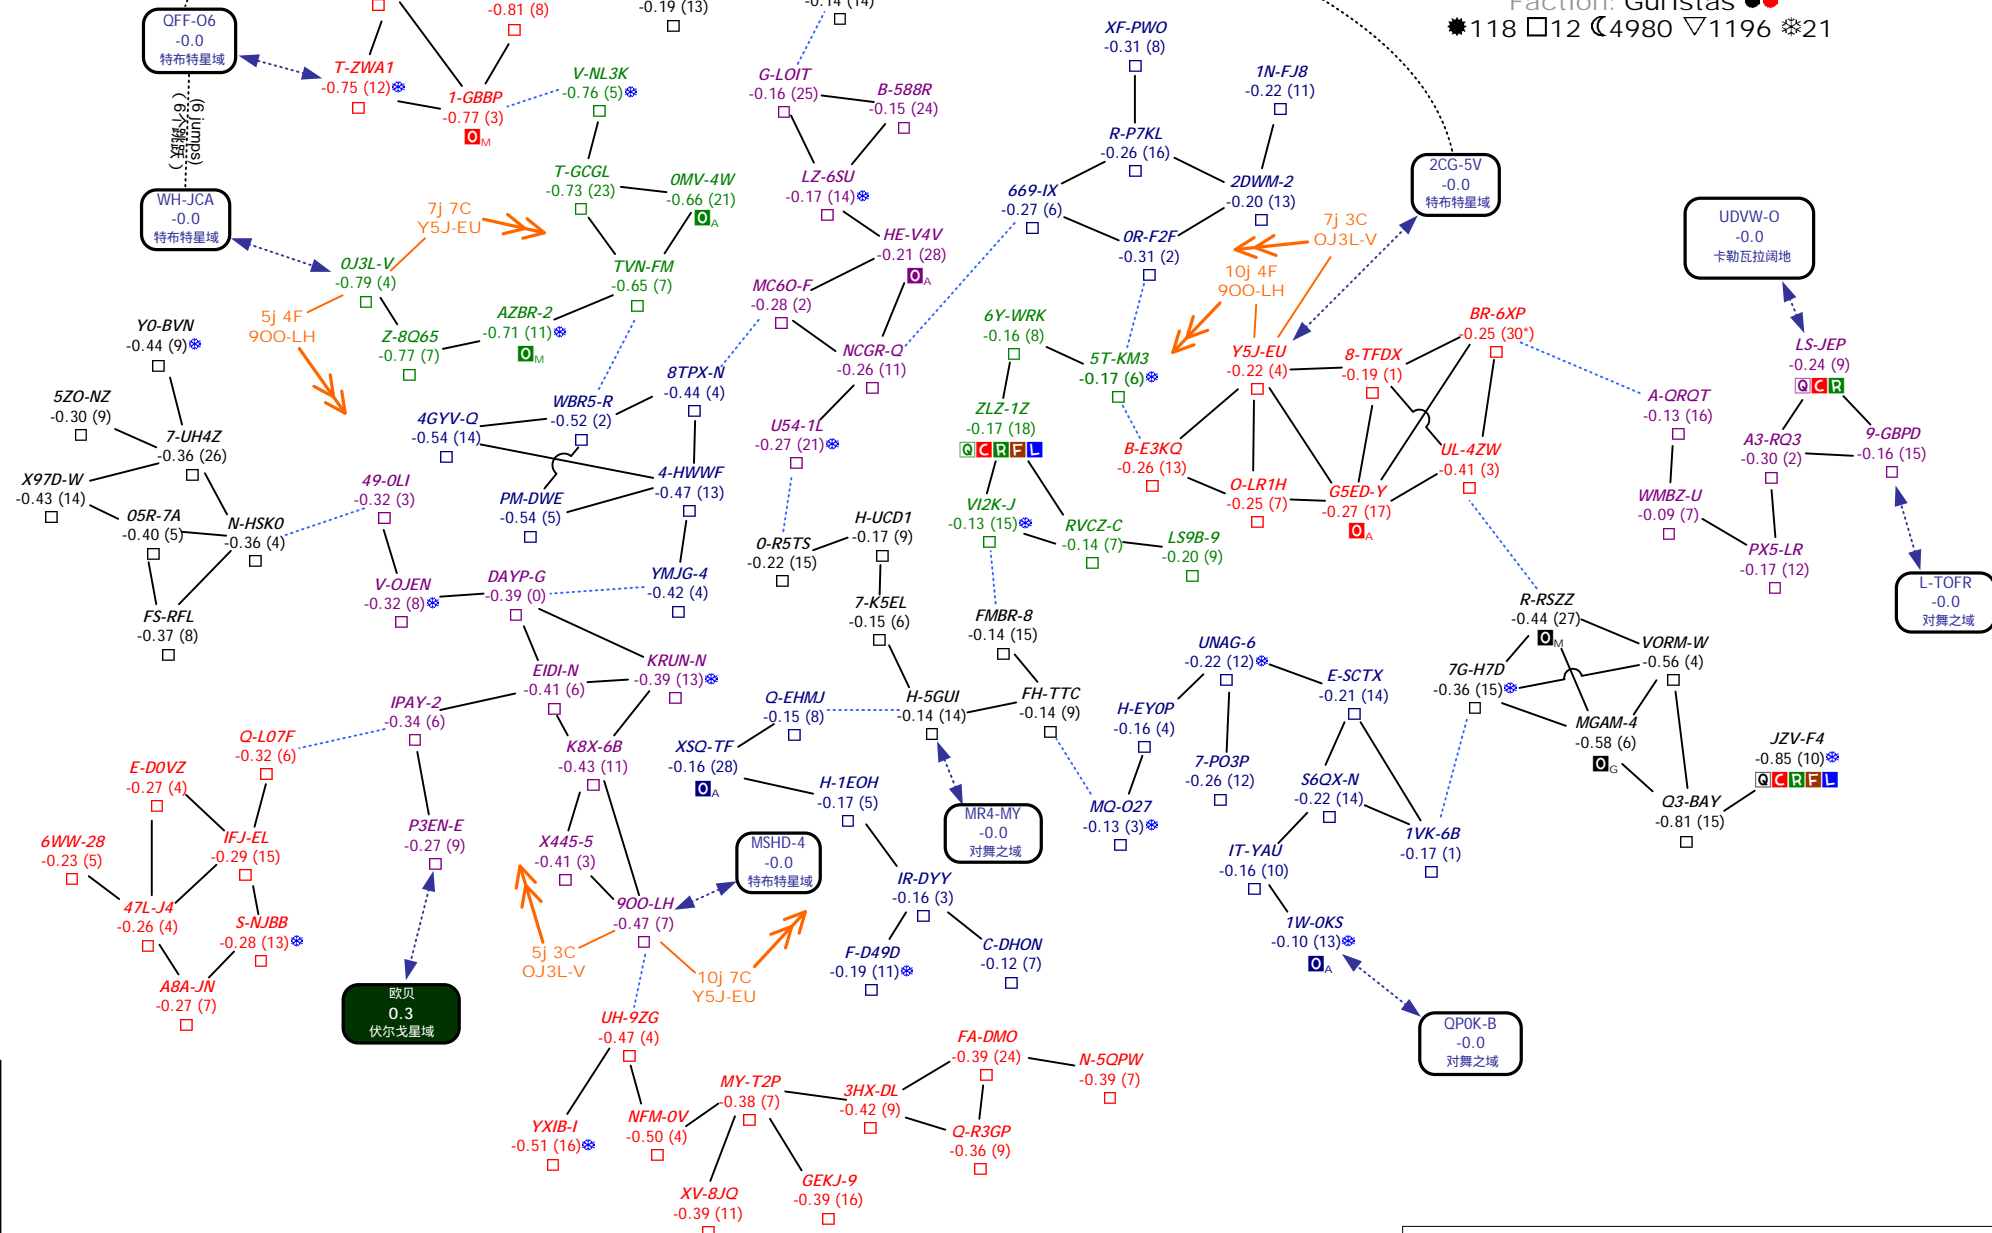 Faction: Guristas
118 12 4980 1196 21
QFF-O6
-0.0
特布特星域
(6 jumps)
(6个跳跃)
WH-JCA
-0.0
特布特星域
T-ZWA1
-0.75 (12)
-0.81 (8)
1-GBBP
-0.77 (3)
0M
-0.19 (13)
V-NL3K
-0.76 (5)
T-GCGL
-0.73 (23)
0MV-4W
-0.66 (21)
0A
TVN-FM
-0.65 (7)
7j 7C
Y5J-EU
0J3L-V
-0.79 (4)
5j 4F
9OO-LH
Z-8Q65
-0.77 (7)
AZBR-2
-0.71 (11)
0M
-0.14 (14)
G-LOIT
-0.16 (25)
B-588R
-0.15 (24)
LZ-6SU
-0.17 (14)
HE-V4V
-0.21 (28)
0A
MC6O-F
-0.28 (2)
NCGR-Q
-0.26 (11)
U54-1L
-0.27 (21)
XF-PWO
-0.31 (8)
1N-FJ8
-0.22 (11)
R-P7KL
-0.26 (16)
669-IX
-0.27 (6)
2DWM-2
-0.20 (13)
0R-F2F
-0.31 (2)
2CG-5V
-0.0
特布特星域
7j 3C
OJ3L-V
10j 4F
9OO-LH
UDVW-O
-0.0
卡勒瓦拉阔地
LS-JEP
-0.24 (9)
Q C R
A3-RQ3
-0.30 (2)
9-GBPD
-0.16 (15)
A-QRQT
-0.13 (16)
WMBZ-U
-0.09 (7)
PX5-LR
-0.17 (12)
L-TOFR
-0.0
对舞之域
Y0-BVN
-0.44 (9)
5ZO-NZ
-0.30 (9)
7-UH4Z
-0.36 (26)
X97D-W
-0.43 (14)
05R-7A
-0.40 (5)
N-HSK0
-0.36 (4)
FS-RFL
-0.37 (8)
8TPX-N
-0.44 (4)
WBR5-R
-0.52 (2)
4GYV-Q
-0.54 (14)
4-HWWF
-0.47 (13)
PM-DWE
-0.54 (5)
YMJG-4
-0.42 (4)
6Y-WRK
-0.16 (8)
5T-KM3
-0.17 (6)
ZLZ-1Z
-0.17 (18)
Q C R F L
VI2K-J
-0.13 (15)
RVCZ-C
-0.14 (7)
LS9B-9
-0.20 (9)
Y5J-EU
-0.22 (4)
8-TFDX
-0.19 (1)
BR-6XP
-0.25 (30*)
B-E3KQ
-0.26 (13)
O-LR1H
-0.25 (7)
G5ED-Y
-0.27 (17)
0A
UL-4ZW
-0.41 (3)
49-0LI
-0.32 (3)
V-OJEN
-0.32 (8)
DAYP-G
-0.39 (0)
EIDI-N
-0.41 (6)
KRUN-N
-0.39 (13)
IPAY-2
-0.34 (6)
K8X-6B
-0.43 (11)
P3EN-E
-0.27 (9)
X445-5
-0.41 (3)
9OO-LH
-0.47 (7)
5j 3C
OJ3L-V
10j 7C
Y5J-EU
MSHD-4
-0.0
特布特星域
欧贝
0.3
伏尔戈星域
Q-L07F
-0.32 (6)
E-D0VZ
-0.27 (4)
IFJ-EL
-0.29 (15)
6WW-28
-0.23 (5)
47L-J4
-0.26 (4)
S-NJBB
-0.28 (13)
A8A-JN
-0.27 (7)
0-R5TS
-0.22 (15)
H-UCD1
-0.17 (9)
7-K5EL
-0.15 (6)
FMBR-8
-0.14 (15)
H-5GUI
-0.14 (14)
FH-TTC
-0.14 (9)
MR4-MY
-0.0
对舞之域
Q-EHMJ
-0.15 (8)
XSQ-TF
-0.16 (28)
0A
H-1EOH
-0.17 (5)
IR-DYY
-0.16 (3)
F-D49D
-0.19 (11)
C-DHON
-0.12 (7)
UNAG-6
-0.22 (12)
E-SCTX
-0.21 (14)
H-EY0P
-0.16 (4)
7-PO3P
-0.26 (12)
S6QX-N
-0.22 (14)
MQ-O27
-0.13 (3)
1VK-6B
-0.17 (1)
IT-YAU
-0.16 (10)
1W-0KS
-0.10 (13)
0A
QP0K-B
-0.0
对舞之域
R-RSZZ
-0.44 (27)
0M
VORM-W
-0.56 (4)
7G-H7D
-0.36 (15)
MGAM-4
-0.58 (6)
0G
JZV-F4
-0.85 (10)
Q C R F L
Q3-BAY
-0.81 (15)
UH-9ZG
-0.47 (4)
YXIB-I
-0.51 (16)
NFM-0V
-0.50 (4)
MY-T2P
-0.38 (7)
3HX-DL
-0.42 (9)
FA-DMO
-0.39 (24)
N-5QPW
-0.39 (7)
Q-R3GP
-0.36 (9)
XV-8JQ
-0.39 (11)
GEKJ-9
-0.39 (16)